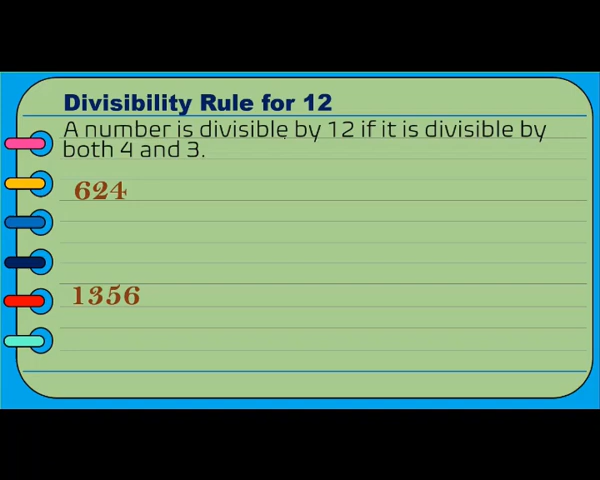 Divisibility Rule for 12
A number is divisible by 12 if it is divisible by
both 4 and 3.
624
1356